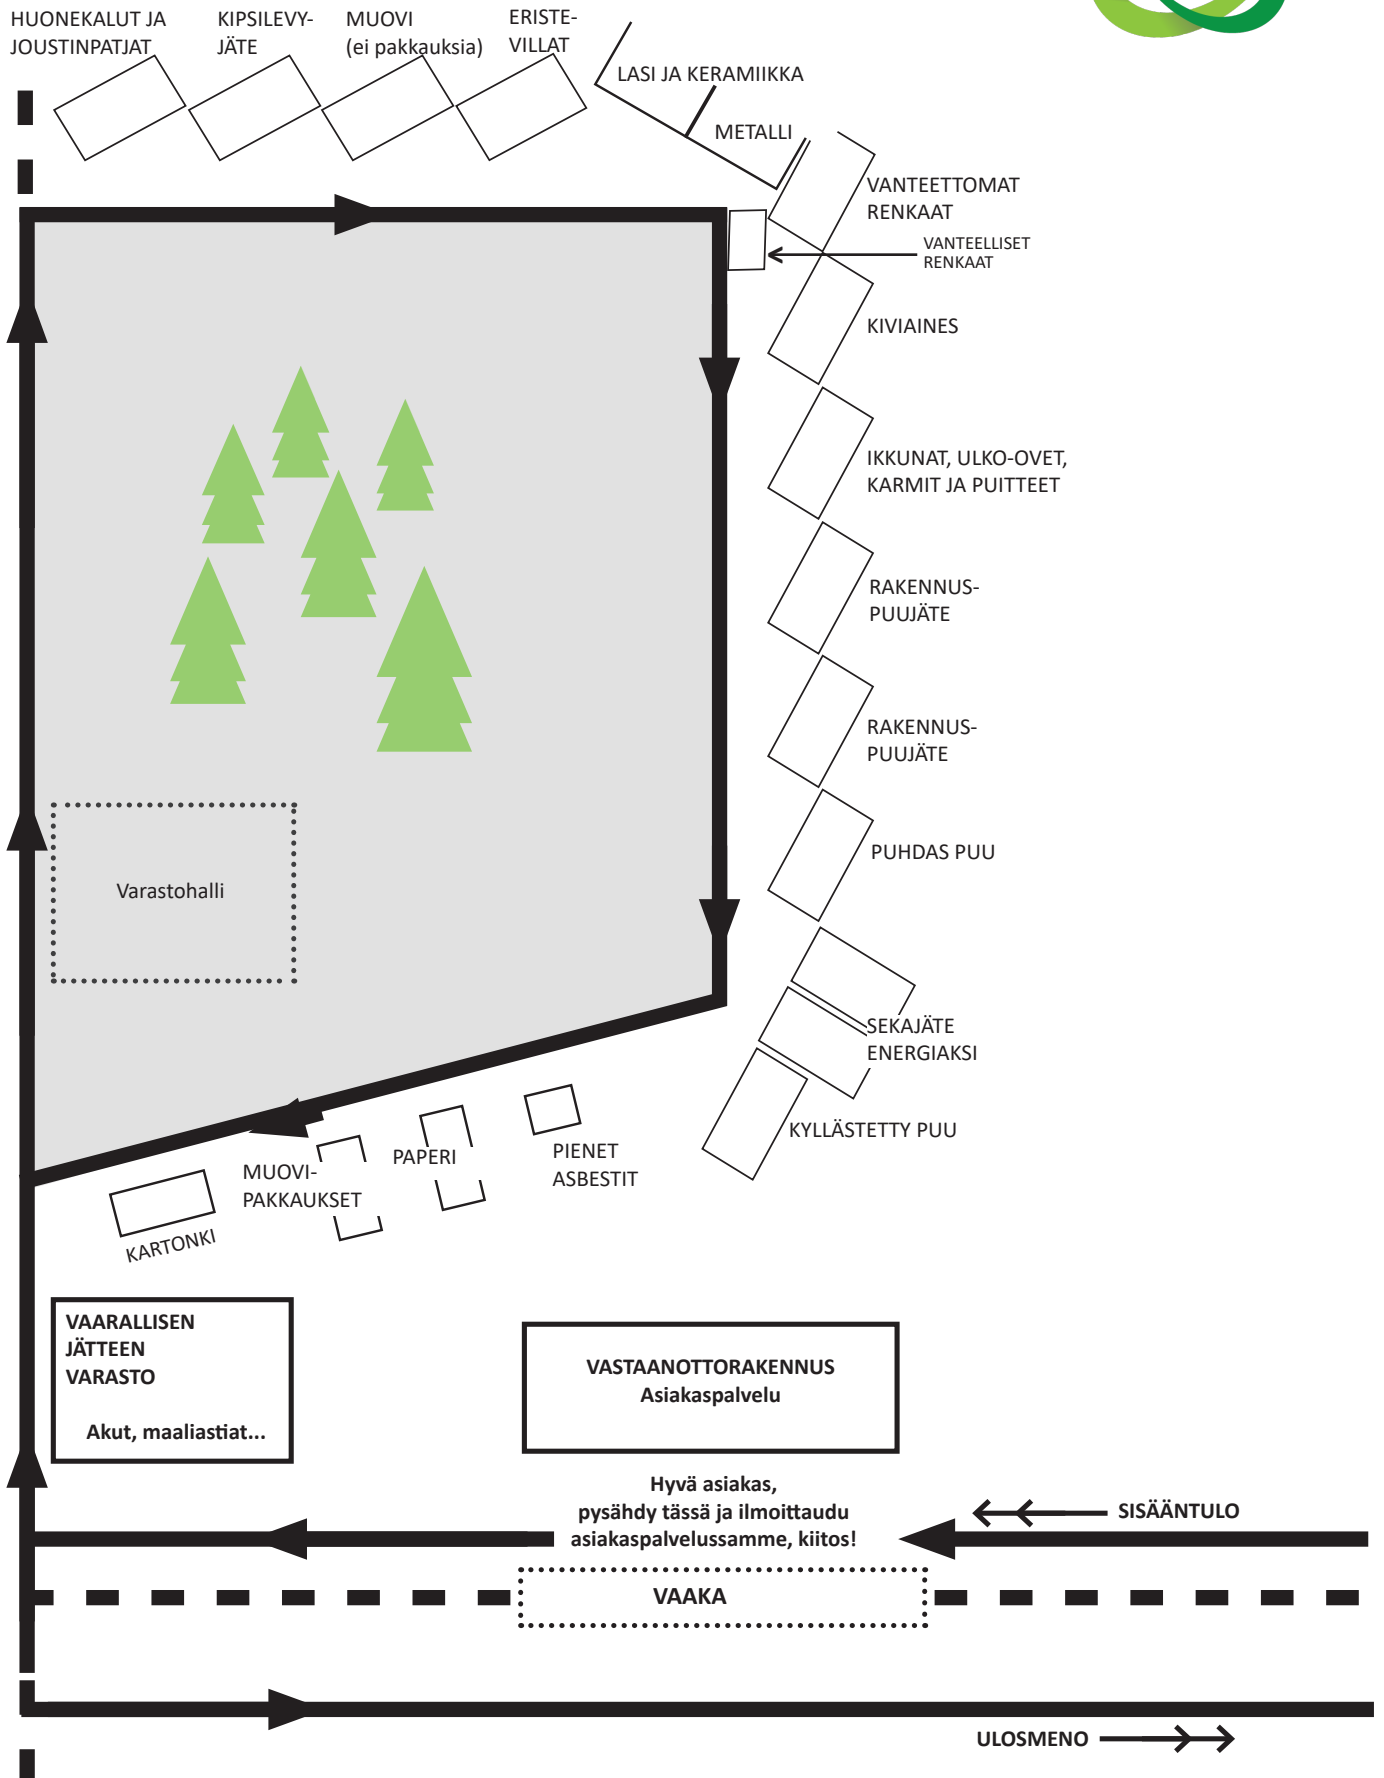 HUONEKALUT JA
JOUSTINPATJAT
KIPSILEVY-
JÄTE
MUOVI
(ei pakkauksia)
ERISTE-
VILLAT
LASI JA KERAMIIKKA
METALLI
VANTEETTOMAT
RENKAAT
VANTEELLISET
RENKAAT
KIVIAINES
IKKUNAT, ULKO-OVET,
KARMIT JA PUITTEET
RAKENNUS-
PUUJÄTE
RAKENNUS-
PUUJÄTE
PUHDAS PUU
Varastohalli
SEKAJÄTE
ENERGIAKSI
KYLLÄSTETTY PUU
PIENET
ASBESTIT
PAPERI
MUOVI-
PAKKAUKSET
KARTONKI
VAARALLISEN
JÄTTEEN
VARASTO
Akut, maaliastiat...
VASTAANOTTORAKENNUS
Asiakaspalvelu
Hyvä asiakas,
pysähdy tässä ja ilmoittaudu
asiakaspalvelussamme, kiitos!
SISÄÄNTULO
VAAKA
ULOSMENO